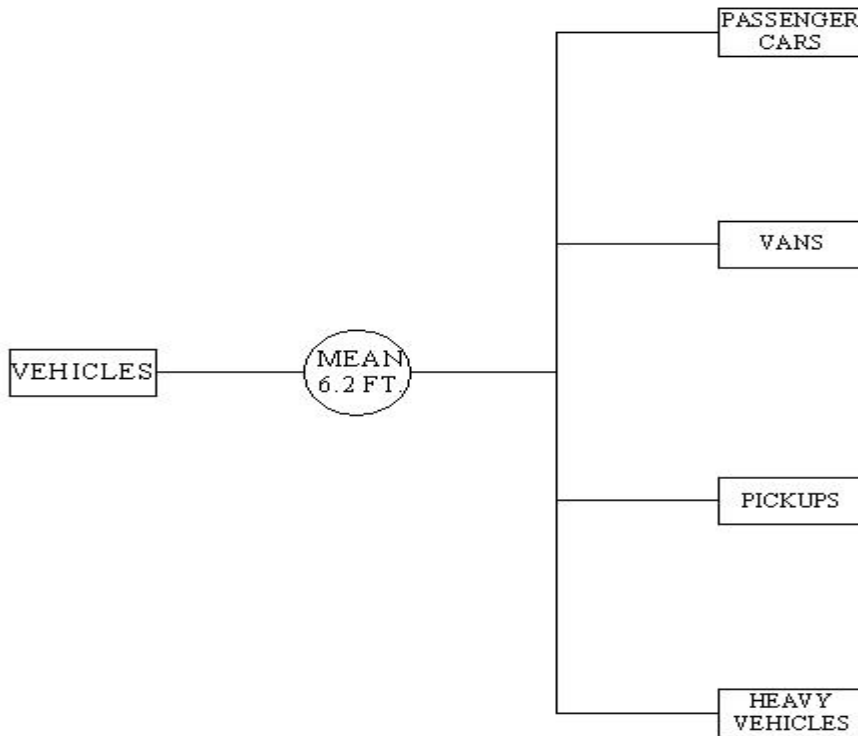 PASSENGER
CARS
VANS
VEHICLES
MEAN
6.2 FT.
PICKUPS
HEAVY
VEHICLES